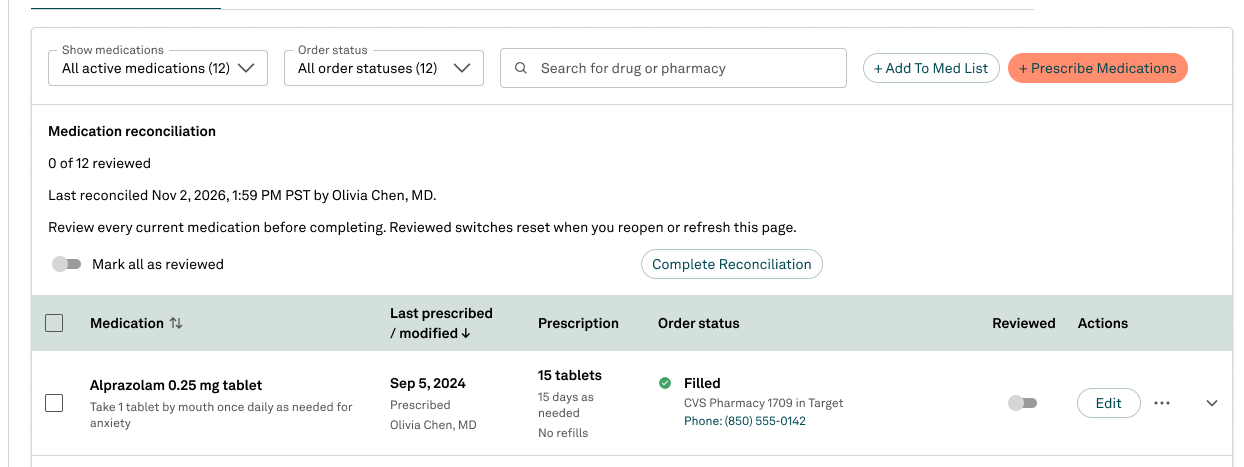 Show medications
All active medications (12)
Order status
All order statuses (12)
Search for drug or pharmacy
+ Add To Med List
+ Prescribe Medications
Medication reconciliation
0 of 12 reviewed
Last reconciled Nov 2, 2026, 1:59 PM PST by Olivia Chen, MD.
Review every current medication before completing. Reviewed switches reset when you reopen or refresh this page.
Mark all as reviewed
Complete Reconciliation
Medication
Last prescribed
/ modified
Prescription
Order status
Reviewed
Actions
Alprazolam 0.25 mg tablet
Take 1 tablet by mouth once daily as needed for
anxiety
Sep 5, 2024
Prescribed
Olivia Chen, MD
15 tablets
15 days as
needed
No refills
Filled
CVS Pharmacy 1709 in Target
Phone: (850) 555-0142
Edit